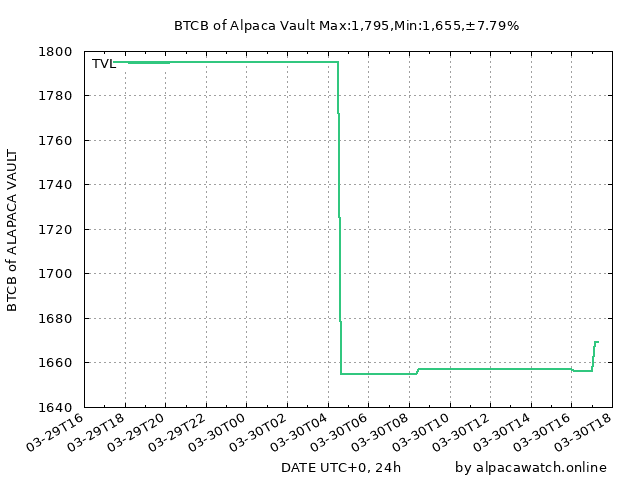 BTCB of Alpaca Vault Max:1,795,Min:1,655,±7.79%
1800
TVL
1780
1760
1740
1720
1700
1680
1660
1640
BTCB of ALAPACA VAULT
03-29T16
03-29T18
03-29T20
03-29T22
03-30T00
03-30T02
03-30T04
03-30T06
03-30T08
03-30T10
03-30T12
03-30T14
03-30T16
03-30T18
DATE UTC+0, 24h
by alpacawatch.online